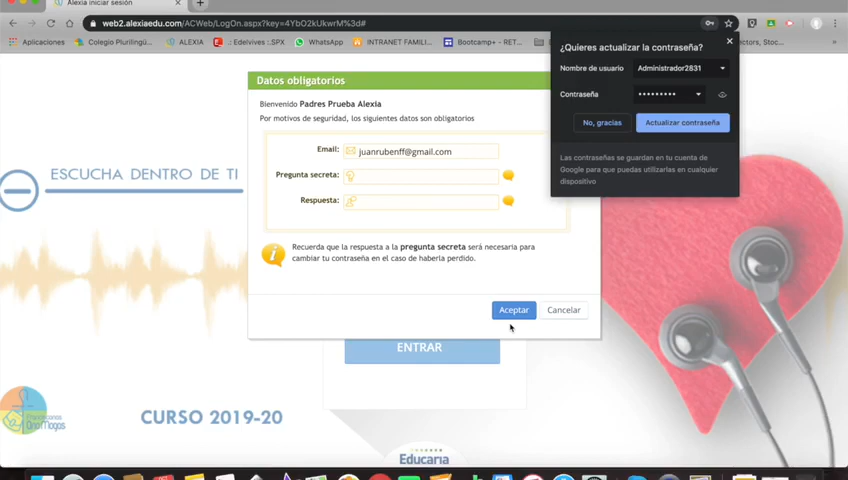 Alexia iniciar sesión
web2.alexiaedu.com/ACWeb/LogOn.aspx?key=4YbO2kUkwrM%3d#
Aplicaciones
Colegio Plurilingü...
ALEXIA
.: Edelvives :.SPX
WhatsApp
INTRANET FAMILI...
Bootcamp+ - RET...
¿Quieres actualizar la contraseña?
Nombre de usuario
Administrador2831
Contraseña
No, gracias
Actualizar contraseña
Las contraseñas se guardan en tu cuenta de
Google para que puedas utilizarlas en cualquier
dispositivo
Datos obligatorios
Bienvenido Padres Prueba Alexia
Por motivos de seguridad, los siguientes datos son obligatorios
Email:
juanrubenff@gmail.com
Pregunta secreta:
Respuesta:
Recuerda que la respuesta a la pregunta secreta será necesaria para
cambiar tu contraseña en el caso de haberla perdido.
Aceptar
Cancelar
ESCUCHA DENTRO DE TI
ENTRAR
CURSO 2019-20
Educaria